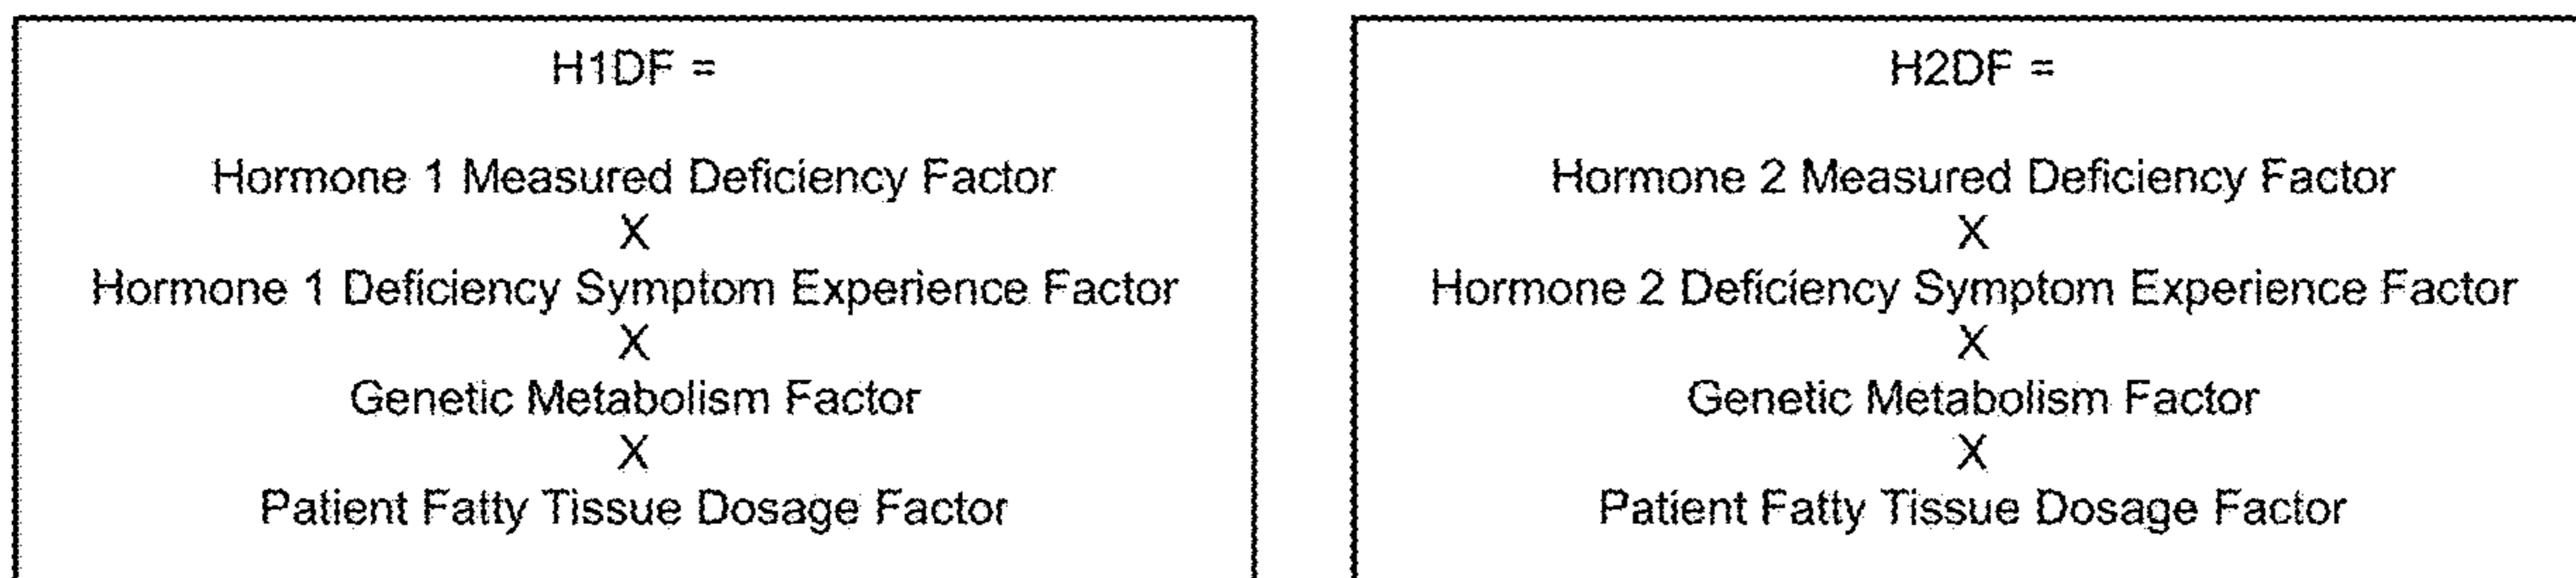 H1DF =
Hormone 1 Measured Deficiency Factor
X
Hormone 1 Deficiency Symptom Experience Factor
X
Genetic Metabolism Factor
X
Patient Fatty Tissue Dosage Factor
H2DF =
Hormone 2 Measured Deficiency Factor
X
Hormone 2 Deficiency Symptom Experience Factor
X
Genetic Metabolism Factor
X
Patient Fatty Tissue Dosage Factor